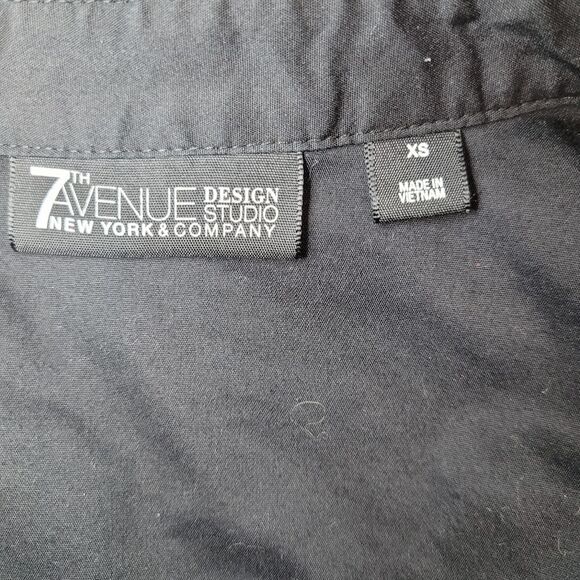 7TH AVENUE DESIGN STUDIO
NEW YORK & COMPANY
XS
MADE IN
VIETNAM